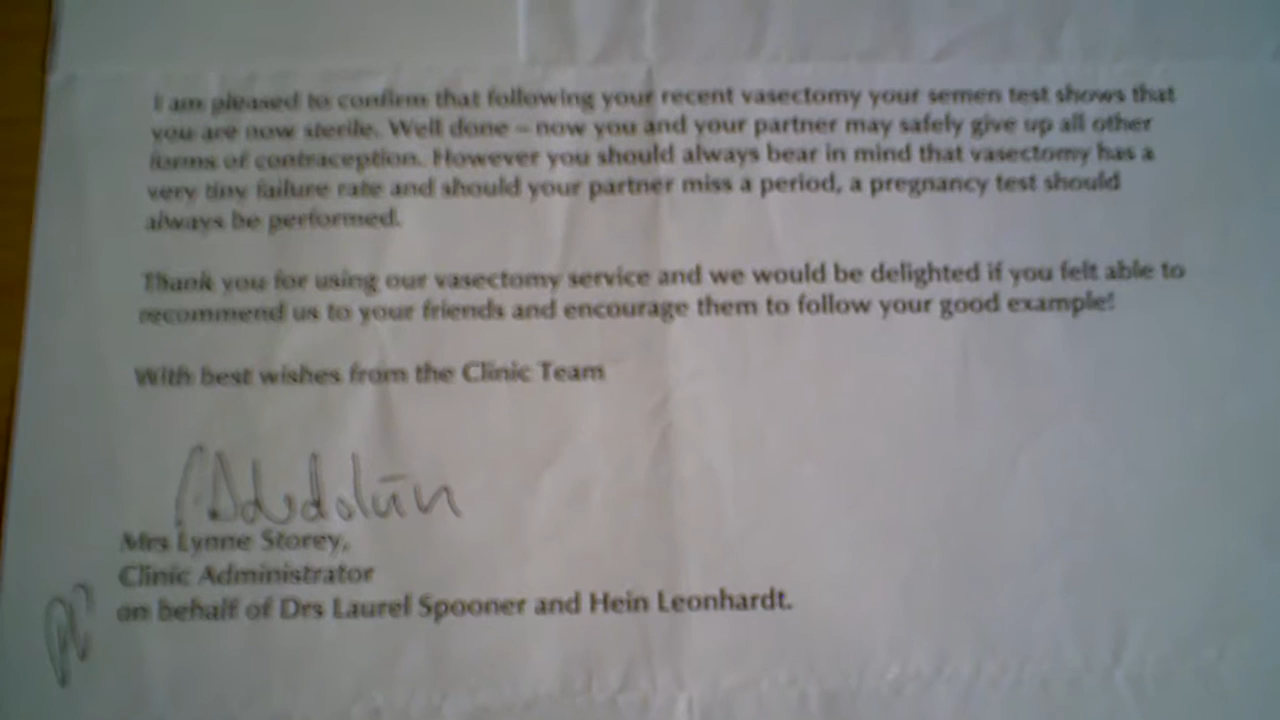 I am pleased to confirm that following your recent vasectomy your semen test shows that
you are now sterile. Well done – now you and your partner may safely give up all other
forms of contraception. However you should always bear in mind that vasectomy has a
very tiny failure rate and should your partner miss a period, a pregnancy test should
always be performed.
Thank you for using our vasectomy service and we would be delighted if you felt able to
recommend us to your friends and encourage them to follow your good example!
With best wishes from the Clinic Team
Mrs Lynne Storey,
Clinic Administrator
on behalf of Drs Laurel Spooner and Hein Leonhardt.